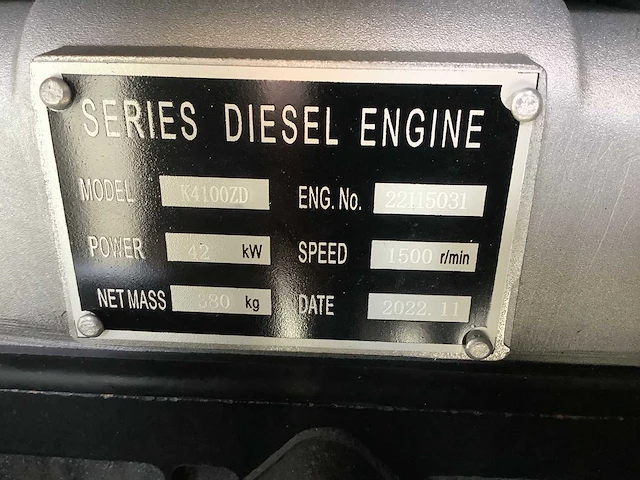 SERIES DIESEL ENGINE
MODEL K4100ZD ENG. No. 22115031
POWER 42 kW SPEED 1500 r/min
NET MASS 380 kg DATE 2022.11